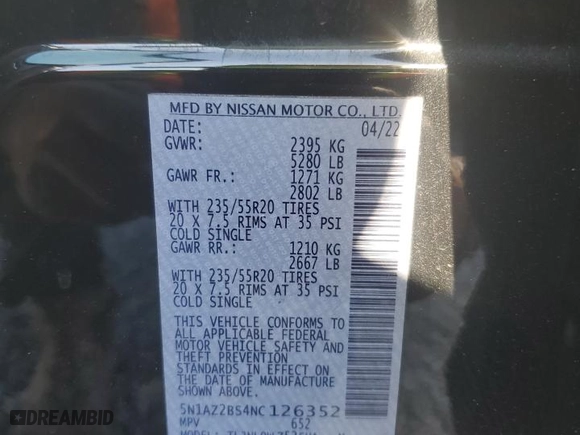 MFD BY NISSAN MOTOR CO., LTD.
DATE: 04/22
GVWR: 2395 KG
5280 LB
GAWR FR.: 1271 KG
2802 LB
WITH 235/55R20 TIRES
20 X 7.5 RIMS AT 35 PSI
COLD SINGLE
GAWR RR.: 1210 KG
2667 LB
WITH 235/55R20 TIRES
20 X 7.5 RIMS AT 35 PSI
COLD SINGLE
THIS VEHICLE CONFORMS TO
ALL APPLICABLE FEDERAL
MOTOR VEHICLE SAFETY AND
THEFT PREVENTION
STANDARDS IN EFFECT ON
THE DATE OF MANUFACTURE
5N1AZ2BS4NC126352
MPV 652
DREAMBID